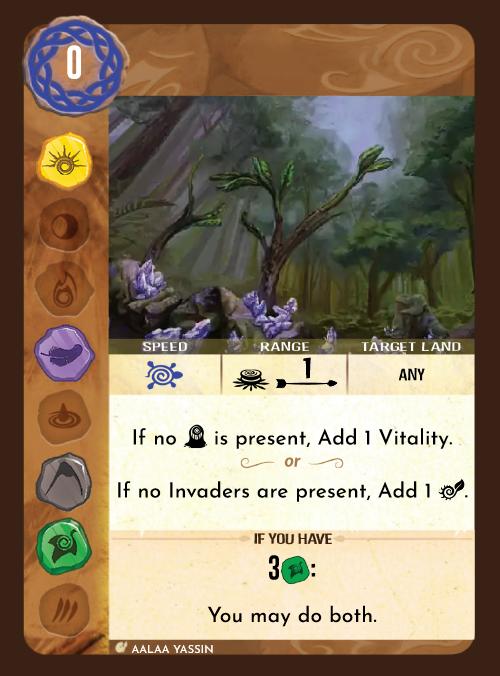 0
SPEED RANGE TARGET LAND
1 ANY
If no is present, Add 1 Vitality.
or
If no Invaders are present, Add 1 .
IF YOU HAVE
3 :
You may do both.
AALAA YASSIN